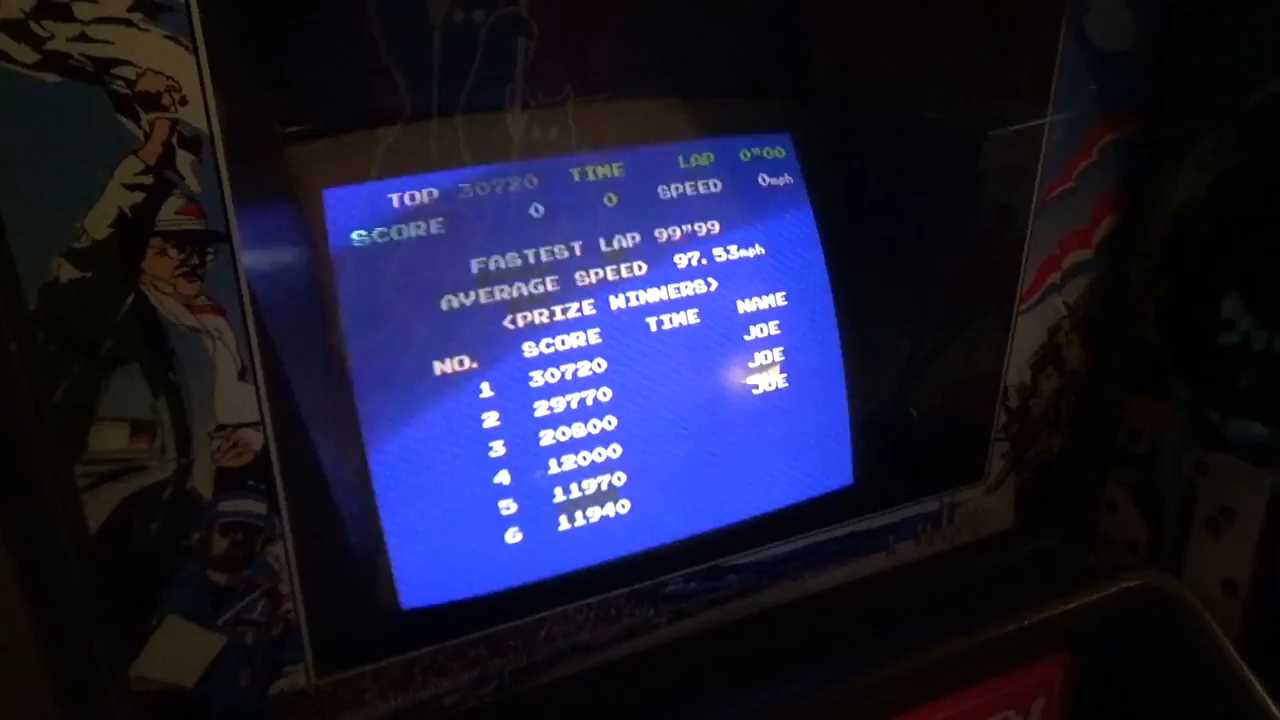 TOP 30720 TIME LAP 0"00
SCORE 0 0 SPEED 0mph
FASTEST LAP 99"99
AVERAGE SPEED 97.53mph
<PRIZE WINNERS>
NO. SCORE TIME NAME
1 30720 JOE
2 29770 JOE
3 20800 JOE
4 12000
5 11970
6 11940